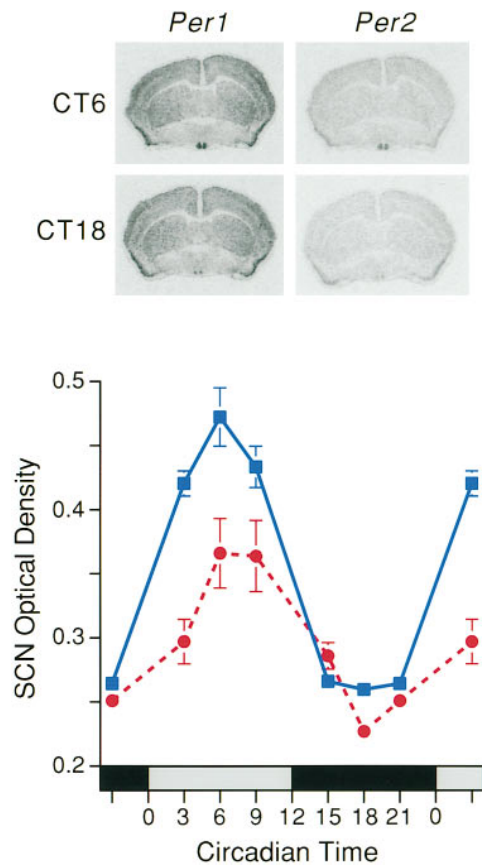 Per1 Per2
CT6
CT18
0.5
0.4
0.3
0.2
SCN Optical Density
0 3 6 9 12 15 18 21 0
Circadian Time